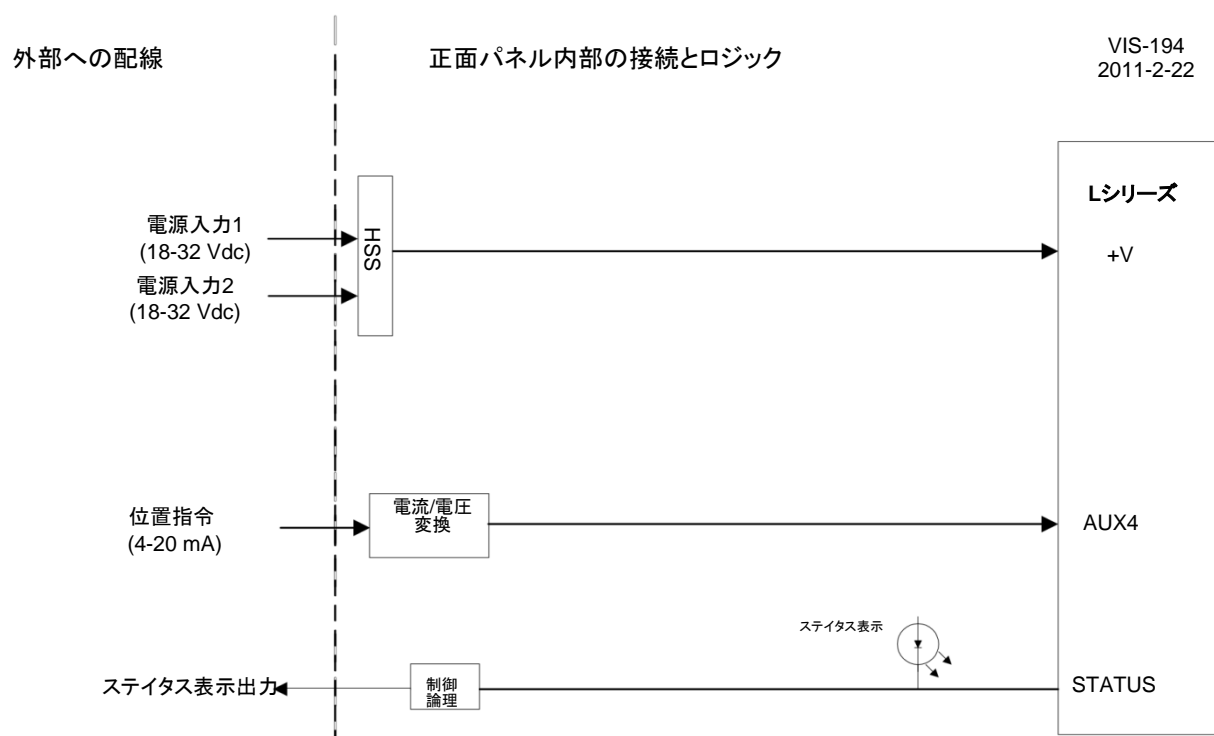 外部への配線
正面パネル内部の接続とロジック
VIS-194
2011-2-22
Lシリーズ
電源入力1
(18-32 Vdc)
HSS
+V
電源入力2
(18-32 Vdc)
位置指令
(4-20 mA)
電流/電圧
変換
AUX4
ステイタス表示
ステイタス表示出力
制御
論理
STATUS